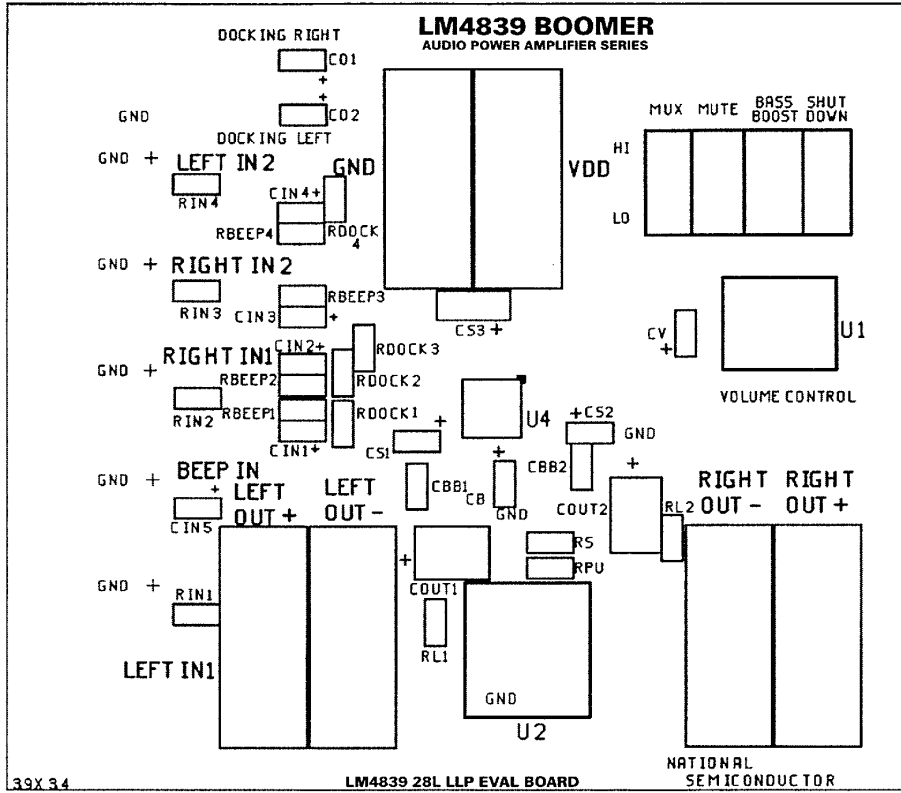 LM4839 BOOMER
AUDIO POWER AMPLIFIER SERIES
DOCKING RIGHT
CO1
+
+
CO2
DOCKING LEFT
GND
GND +
LEFT IN2
RIN4
CIN4+
GND
RBEEP4
RDOCK
4
VDD
MUX
MUTE
BASS
BOOST
SHUT
DOWN
HI
LO
GND +
RIGHT IN2
RIN3
RBEEP3
CIN3
+
CS3 +
RDOCK3
CV
+
U1
VOLUME CONTROL
GND +
RIGHT IN1
CIN2+
RBEEP2
RDOCK2
RIN2
RBEEP1
RDOCK1
CIN1+
+
CS1
U4
+CS2
GND
GND +
BEEP IN
+
CIN5
LEFT
OUT +
LEFT
OUT -
CBB1
+
CB
GND
CBB2
+
COUT2
RL2
RIGHT
OUT -
RIGHT
OUT +
RS
RPU
+
COUT1
RL1
GND +
RIN1
LEFT IN1
GND
U2
NATIONAL
SEMICONDUCTOR
3.9X 3.4
LM4839 28L LLP EVAL BOARD